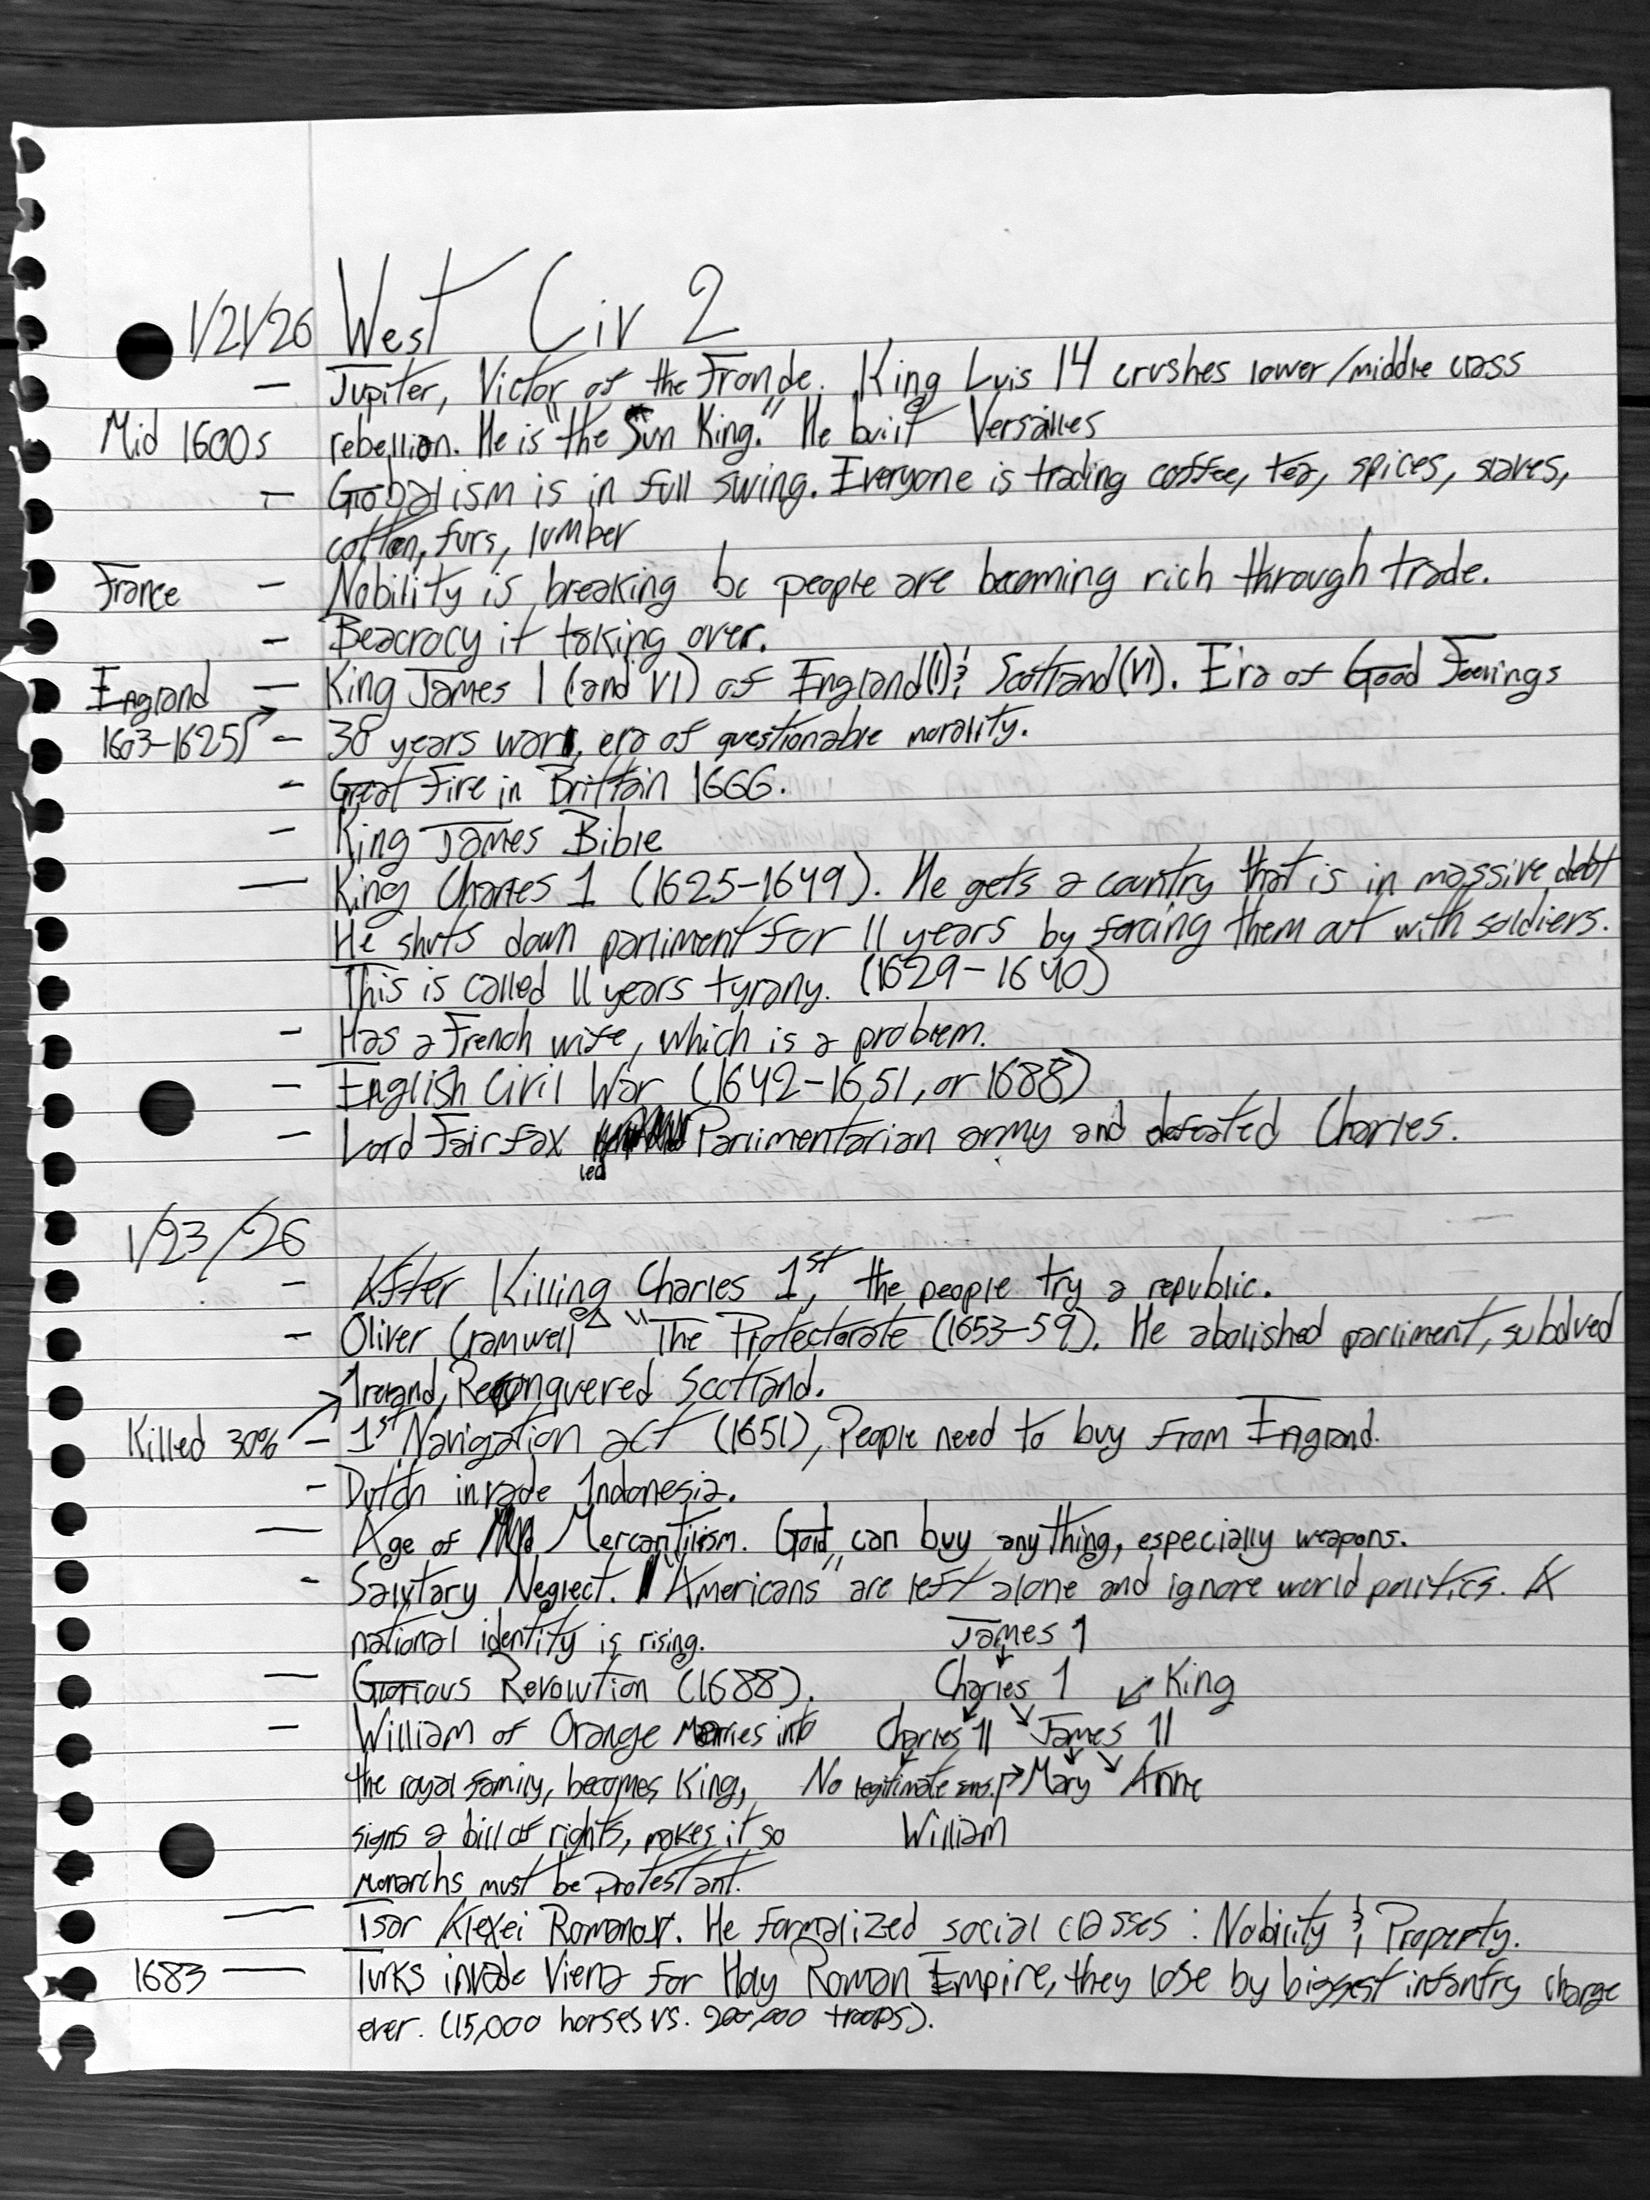 1/21/26 West Civ 2
- Jupiter, Victor of the Fronde. King Luis 14 crushes lower/middle class
Mid 1600s rebellion. He is "the Sun King." He built Versailles
- Globalism is in full swing. Everyone is trading coffee, tea, spices, slaves,
cotton, furs, lumber
France - Nobility is breaking bc people are becoming rich through trade.
- Beacrocy it taking over.
England — King James I (and VI) of England(I) & Scotland(VI). Era of Good Feelings
1603-1625 - 30 years war, era of questionable morality.
- Great Fire in Brittain 1666.
- King James Bible
— King Charles 1 (1625-1649). He gets a country that is in massive debt
He shuts down parliment for 11 years by forcing them out with soldiers.
This is called 11 years tyrany. (1629-1640)
- Has a French wife, which is a problem.
- English Civil War (1642-1651, or 1688)
- Lord Fairfax led Parlimentarian army and defeated Charles.
1/23/26
- After Killing Charles 1st, the people try a republic.
- Oliver Cramwell "The Protectorate (1653-59). He abolished parliment, subdued
Ireland, Reconquered Scotland.
Killed 30% - 1st Navigation act (1651), People need to buy from England.
- Dutch invade Indonesia.
— Age of Mercantilism. Gold can buy anything, especially weapons.
- Salutary Neglect. "Americans" are left alone and ignore world politics. A
national identity is rising. James 1
— Glorious Revolution (1688). Charles 1 King
- William of Orange Marries into Charles II James II
the royal family, becomes King, No legitimate sons. Mary Anne
signs a bill of rights, makes it so William
monarchs must be protestant.
— Tsar Alexei Romanov. He formalized social classes: Nobility & Property.
1683 — Turks invade Viena for Holy Roman Empire, they lose by biggest infantry charge
ever. (15,000 horses vs. 200,000 troops).